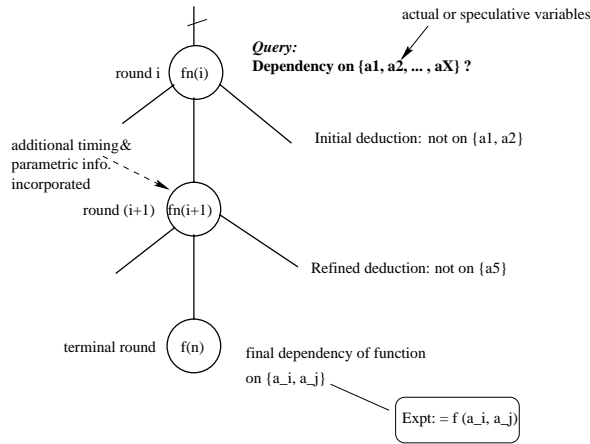 actual or speculative variables
Query:
Dependency on {a1, a2, ... , aX} ?
round i
fn(i)
Initial deduction: not on {a1, a2}
additional timing&
parametric info.
incorporated
round (i+1)
fn(i+1)
Refined deduction: not on {a5}
terminal round
f(n)
final dependency of function
on {a_i, a_j}
Expt: = f (a_i, a_j)